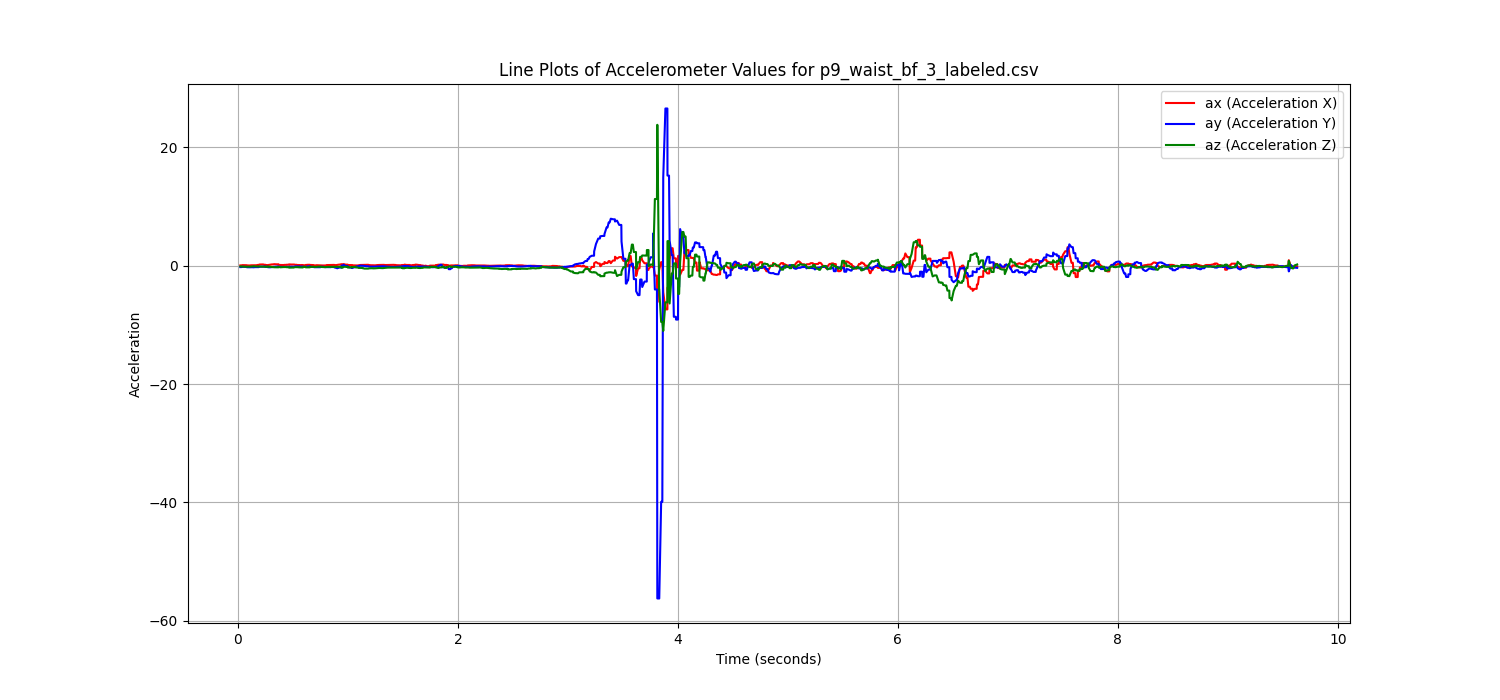 Line Plots of Accelerometer Values for p9_waist_bf_3_labeled.csv
ax (Acceleration X)
ay (Acceleration Y)
az (Acceleration Z)
Acceleration
20
0
−20
−40
−60
0 2 4 6 8 10
Time (seconds)